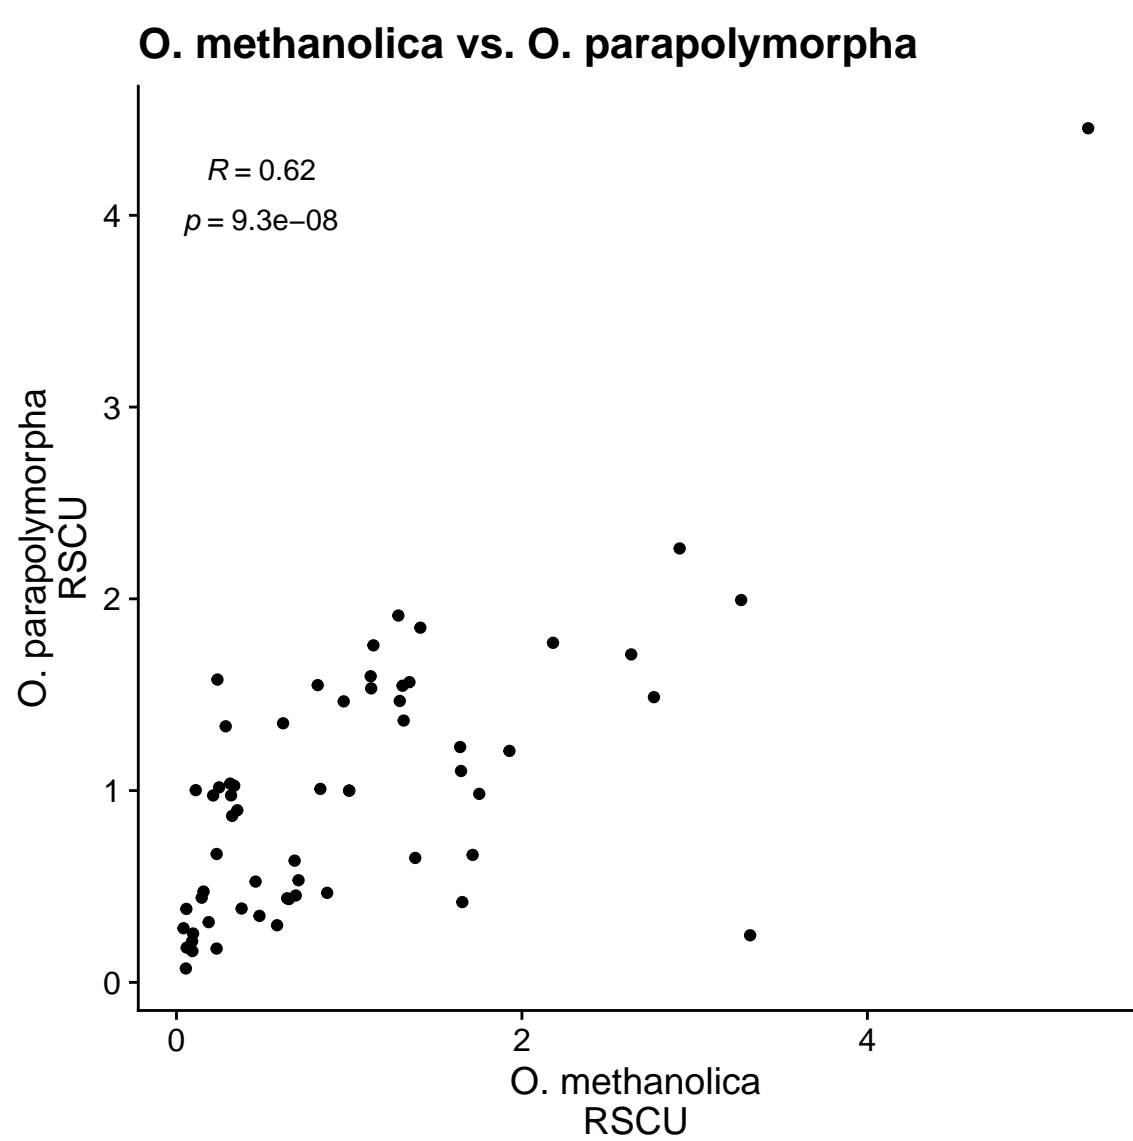 O. methanolica vs. O. parapolymorpha
R = 0.62
p = 9.3e−08
4
3
2
1
0
O. parapolymorpha
RSCU
0
2
4
O. methanolica
RSCU